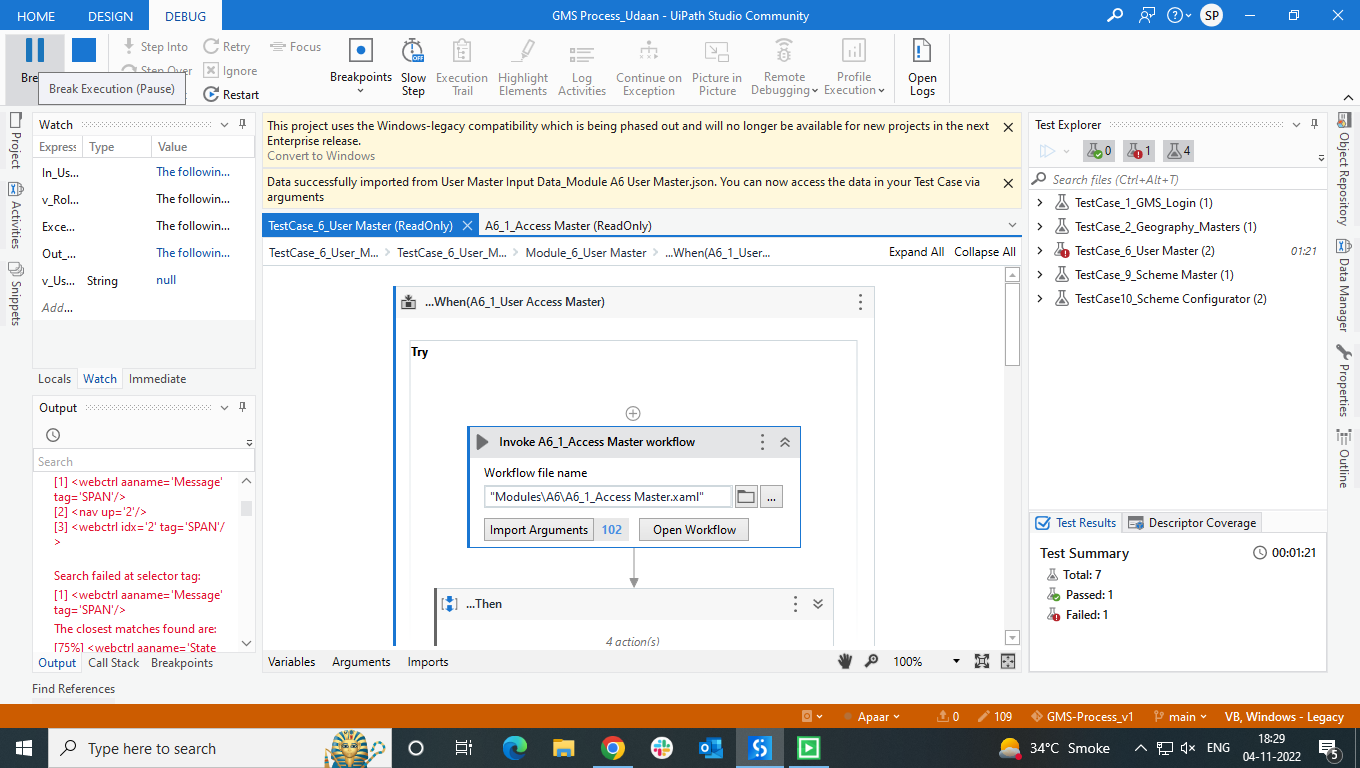 HOME DESIGN DEBUG
GMS Process_Udaan - UiPath Studio Community
SP
Step Into
Retry
Focus
Step Over
Ignore
Restart
Break Execution (Pause)
Breakpoints
Slow Step
Execution Trail
Highlight Elements
Log Activities
Continue on Exception
Picture in Picture
Remote Debugging
Profile Execution
Open Logs
Project
Activities
Snippets
Watch
Express Type Value
In_Us... The followin...
v_Rol... The followin...
Exce... The followin...
Out_... The followin...
v_Us... String null
Add...
Locals Watch Immediate
Output
Search
[1] <webctrl aaname='Message'
tag='SPAN'/>
[2] <nav up='2'/>
[3] <webctrl idx='2' tag='SPAN'/
>
Search failed at selector tag:
[1] <webctrl aaname='Message'
tag='SPAN'/>
The closest matches found are:
[75%] <webctrl aaname='State
Output Call Stack Breakpoints
Find References
This project uses the Windows-legacy compatibility which is being phased out and will no longer be available for new projects in the next
Enterprise release.
Convert to Windows
Data successfully imported from User Master Input Data_Module A6 User Master.json. You can now access the data in your Test Case via
arguments
TestCase_6_User Master (ReadOnly) A6_1_Access Master (ReadOnly)
TestCase_6_User_M... TestCase_6_User_M... Module_6_User Master ...When(A6_1_User... Expand All Collapse All
...When(A6_1_User Access Master)
Try
Invoke A6_1_Access Master workflow
Workflow file name
"Modules\A6\A6_1_Access Master.xaml"
...
Import Arguments 102 Open Workflow
...Then
4 action(s)
Variables Arguments Imports
100%
Test Explorer
0 1 4
Search files (Ctrl+Alt+T)
TestCase_1_GMS_Login (1)
TestCase_2_Geography_Masters (1)
TestCase_6_User Master (2) 01:21
TestCase_9_Scheme Master (1)
TestCase10_Scheme Configurator (2)
Test Results Descriptor Coverage
Test Summary 00:01:21
Total: 7
Passed: 1
Failed: 1
Object Repository
Data Manager
Properties
Outline
Apaar 0 109 GMS-Process_v1 main VB, Windows - Legacy
Type here to search
34°C Smoke
ENG
18:29
04-11-2022
5